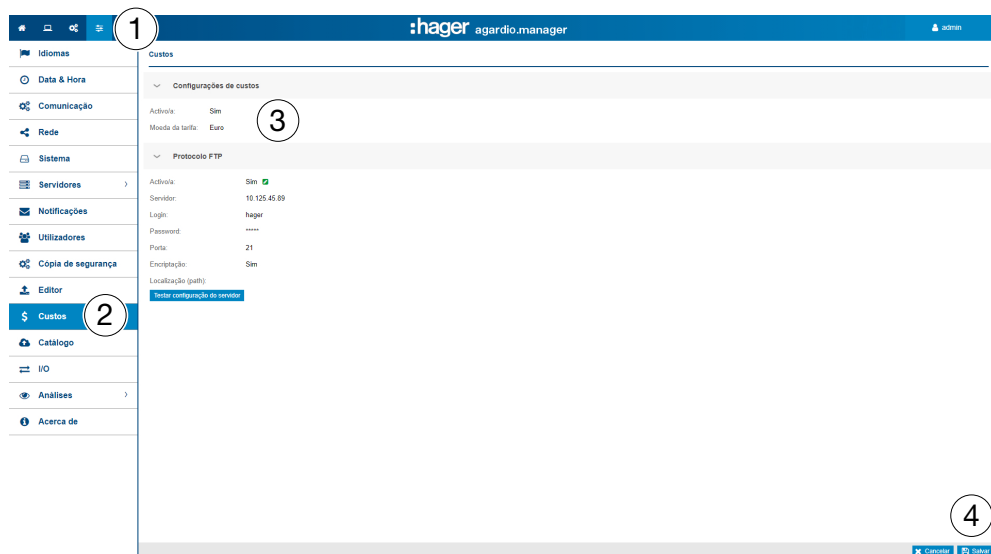 1
:hager agardio.manager
admin
Idiomas
Data & Hora
Comunicação
Rede
Sistema
Servidores
Notificações
Utilizadores
Cópia de segurança
Editor
Custos
2
Catálogo
I/O
Análises
Acerca de
Custos
Configurações de custos
Activo/a: Sim
Moeda da tarifa: Euro
3
Protocolo FTP
Activo/a: Sim
Servidor: 10.125.45.89
Login: hager
Password: *****
Porta: 21
Encriptação: Sim
Localização (path):
Testar configuração do servidor
4
Cancelar Salvar